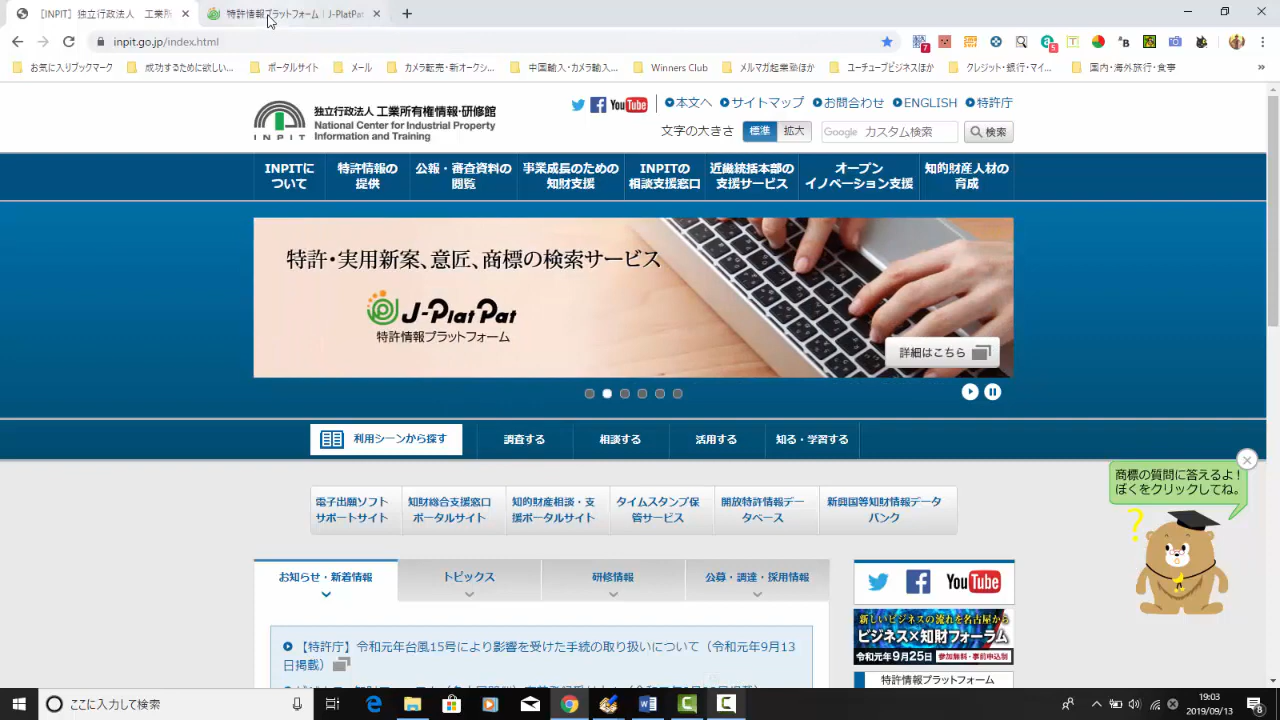 [INPIT] 独立行政法人 工業所
特許情報プラットフォーム | J-PlatPat
inpit.go.jp/index.html
お気に入りブックマーク
成功するために欲しい...
ポータルサイト
メール
カメラ転売・新オークシ...
中国輸入・カメラ輸入...
Winners Club
メルマガ起業塾ほか
ユーチューブビジネスほか
クレジット・銀行・マイ...
国内・海外旅行・食事
INPIT
独立行政法人 工業所有権情報・研修館
National Center for Industrial Property
Information and Training
YouTube
本文へ サイトマップ お問合わせ ENGLISH 特許庁
文字の大きさ 標準 拡大 Google カスタム検索 検索
INPITに
ついて
特許情報の
提供
公報・審査資料の
閲覧
事業成長のための
知財支援
INPITの
相談支援窓口
近畿統括本部の
支援サービス
オープン
イノベーション支援
知的財産人材の
育成
特許・実用新案、意匠、商標の検索サービス
J-PlatPat
特許情報プラットフォーム
詳細はこちら
利用シーンから探す 調査する 相談する 活用する 知る・学習する
商標の質問に答えるよ!
ぼくをクリックしてね。
電子出願ソフト
サポートサイト
知財総合支援窓口
ポータルサイト
知的財産相談・支
援ポータルサイト
タイムスタンプ保
管サービス
開放特許情報デー
タベース
新興国等知財情報データ
バンク
お知らせ・新着情報 トピックス 研修情報 公募・調達・採用情報
YouTube
【特許庁】令和元年台風15号により影響を受けた手続の取り扱いについて(令和元年9月13
日掲載)
新しいビジネスの流れを名古屋から
ビジネス×知財フォーラム
令和元年9月25日 参加無料・事前申込制
特許情報プラットフォーム
ここに入力して検索
19:03
2019/09/13